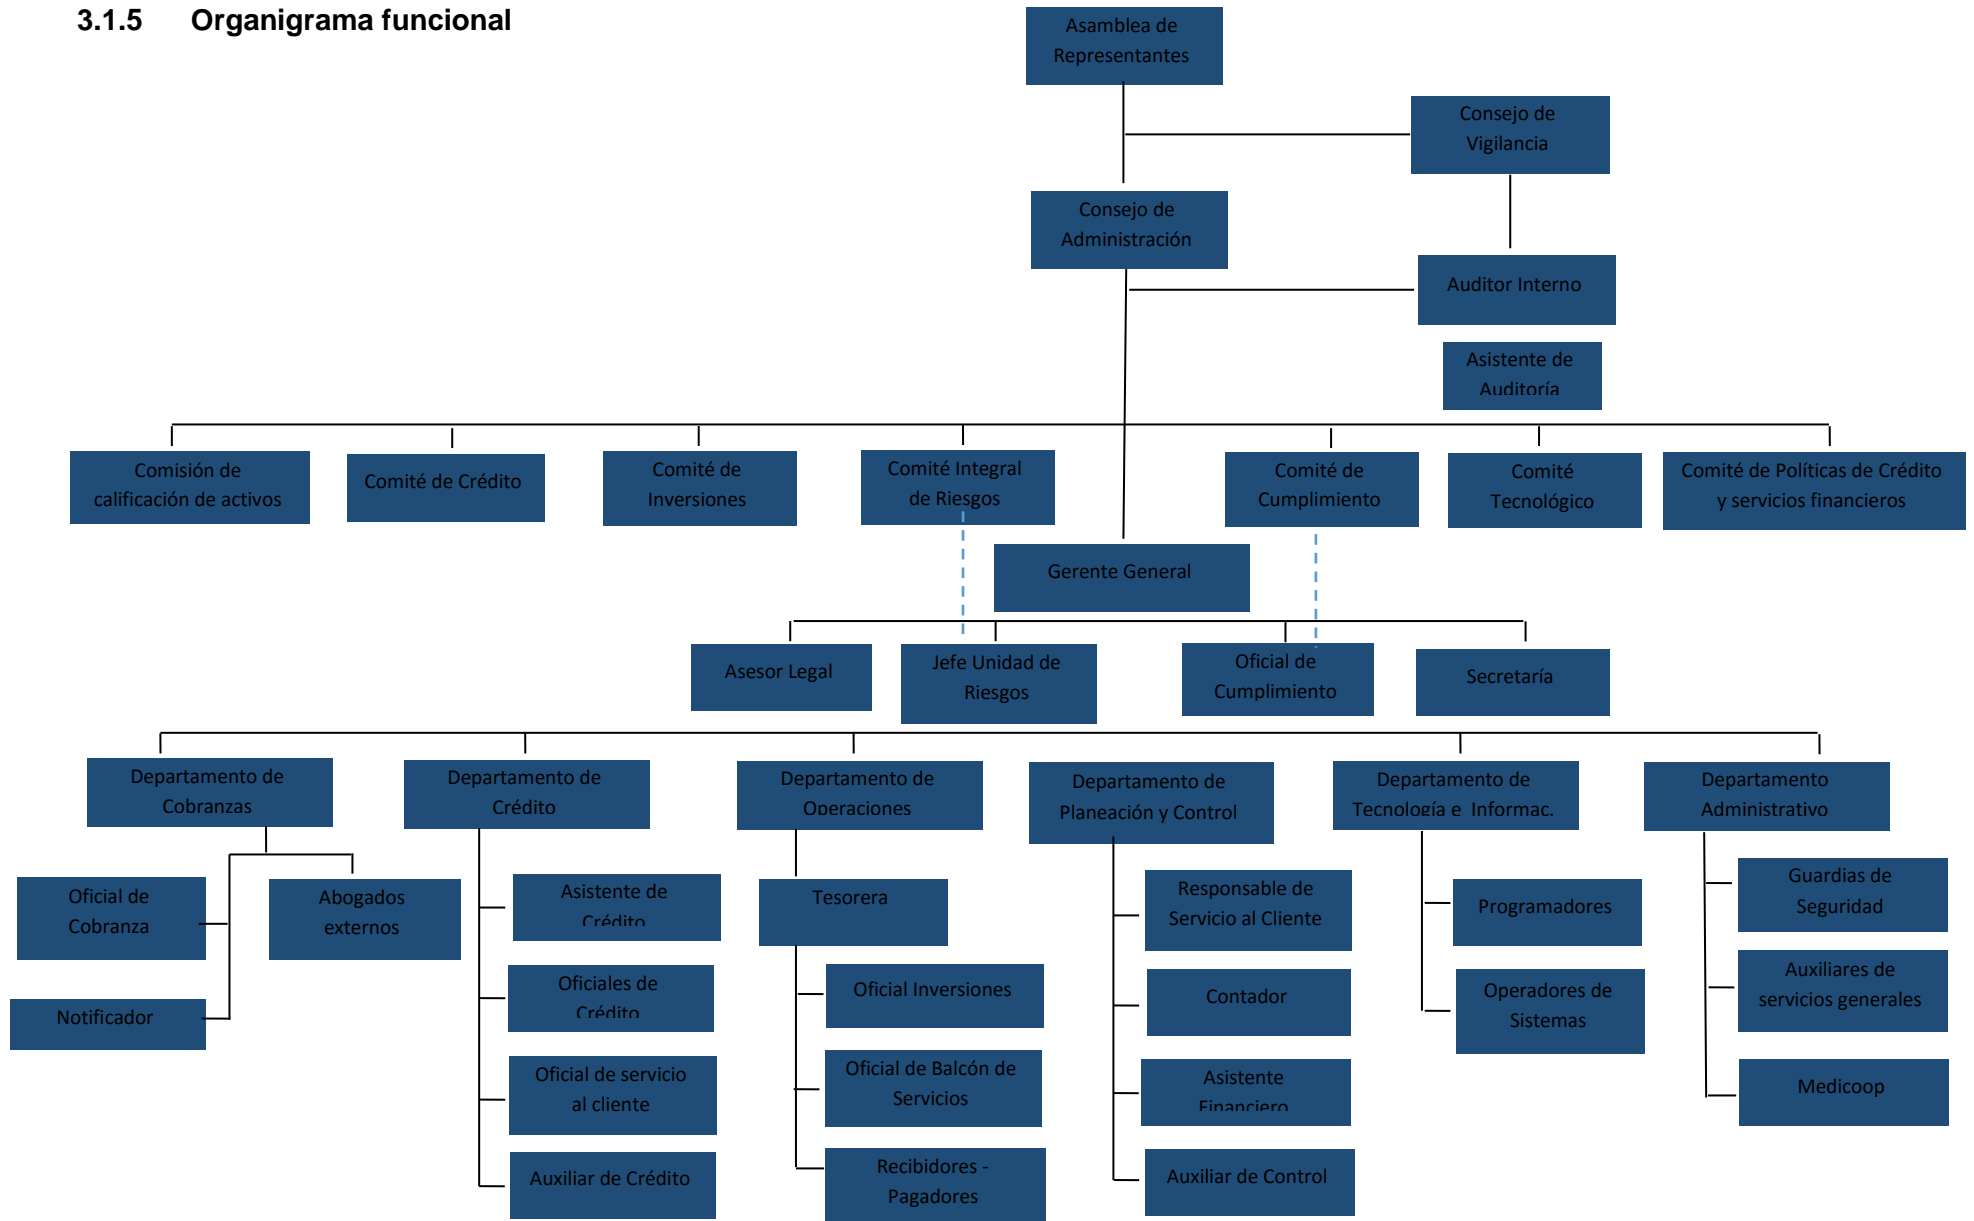 3.1.5 Organigrama funcional
Asamblea de
Representantes
Consejo de
Vigilancia
Consejo de
Administración
Auditor Interno
Asistente de
Auditoría
Comisión de
calificación de activos
Comité de Crédito
Comité de
Inversiones
Comité Integral
de Riesgos
Comité de
Cumplimiento
Comité
Tecnológico
Comité de Políticas de Crédito
y servicios financieros
Gerente General
Asesor Legal
Jefe Unidad de
Riesgos
Oficial de
Cumplimiento
Secretaría
Departamento de
Cobranzas
Departamento de
Crédito
Departamento de
Operaciones
Departamento de
Planeación y Control
Departamento de
Tecnología e Informac.
Departamento
Administrativo
Oficial de
Cobranza
Abogados
externos
Notificador
Asistente de
Crédito
Oficiales de
Crédito
Oficial de servicio
al cliente
Auxiliar de Crédito
Tesorera
Oficial Inversiones
Oficial de Balcón de
Servicios
Recibidores -
Pagadores
Responsable de
Servicio al Cliente
Contador
Asistente
Financiero
Auxiliar de Control
Programadores
Operadores de
Sistemas
Guardias de
Seguridad
Auxiliares de
servicios generales
Medicoop